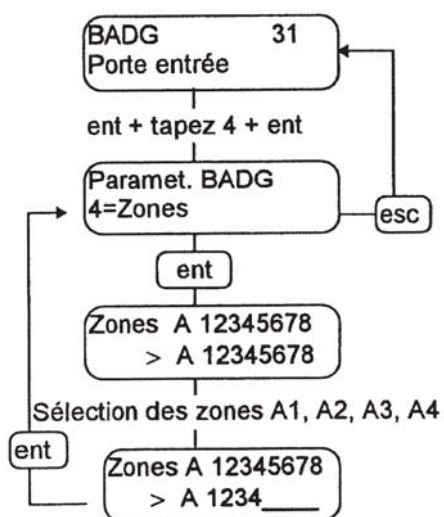 BADG 31
Porte entrée
ent + tapez 4 + ent
Paramet. BADG
4=Zones
esc
ent
Zones A 12345678
> A 12345678
Sélection des zones A1, A2, A3, A4
ent
Zones A 12345678
> A 1234____